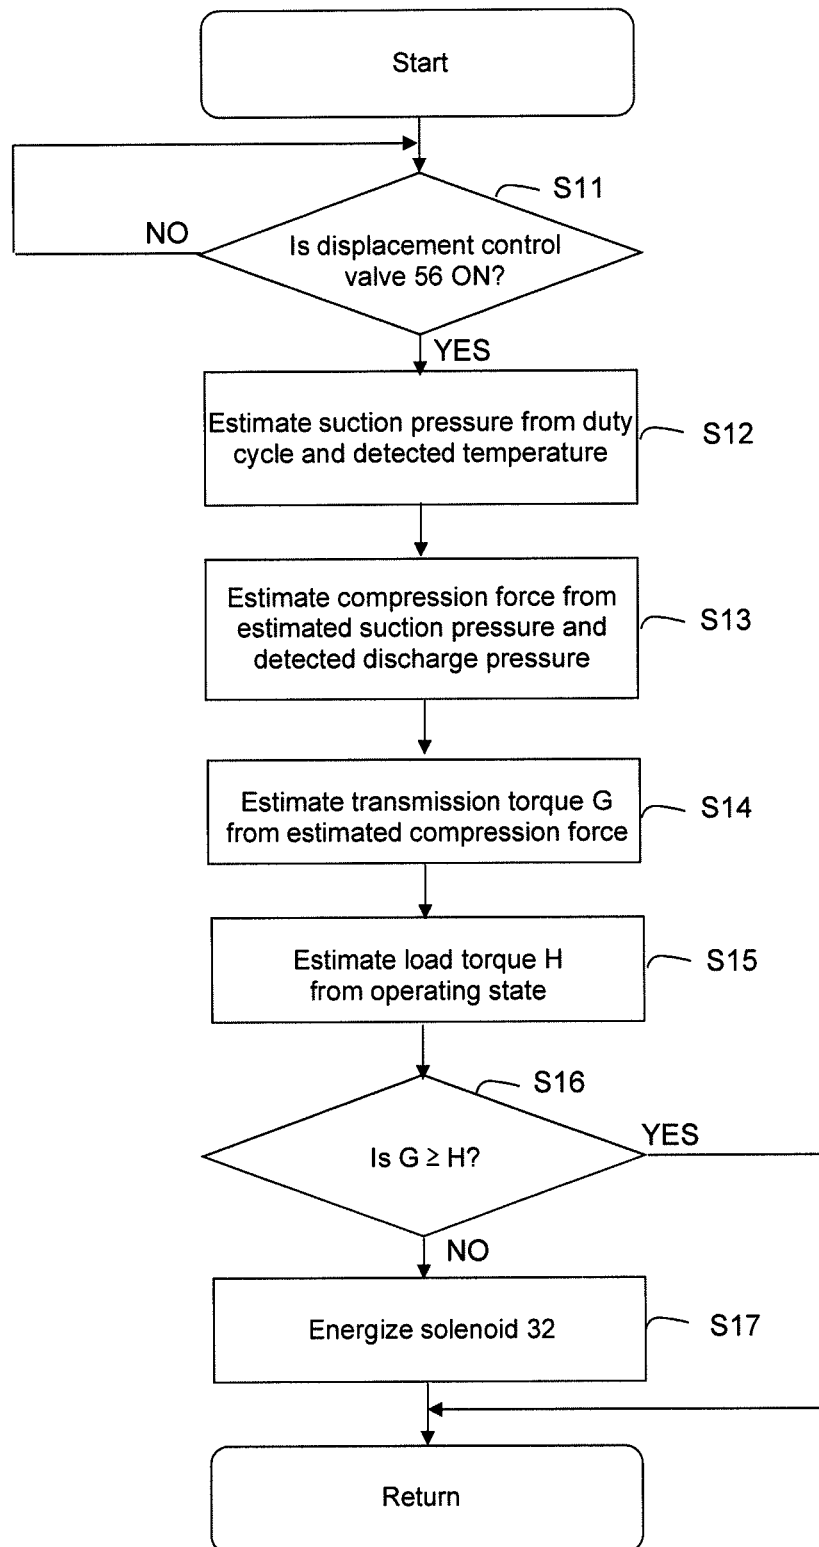 Start
S11
NO
Is displacement control
valve 56 ON?
YES
Estimate suction pressure from duty
cycle and detected temperature
S12
Estimate compression force from
estimated suction pressure and
detected discharge pressure
S13
Estimate transmission torque G
from estimated compression force
S14
Estimate load torque H
from operating state
S15
S16
YES
Is G ≥ H?
NO
Energize solenoid 32
S17
Return